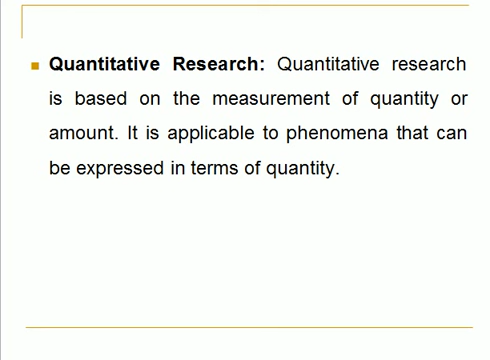 Quantitative Research: Quantitative research
is based on the measurement of quantity or
amount. It is applicable to phenomena that can
be expressed in terms of quantity.